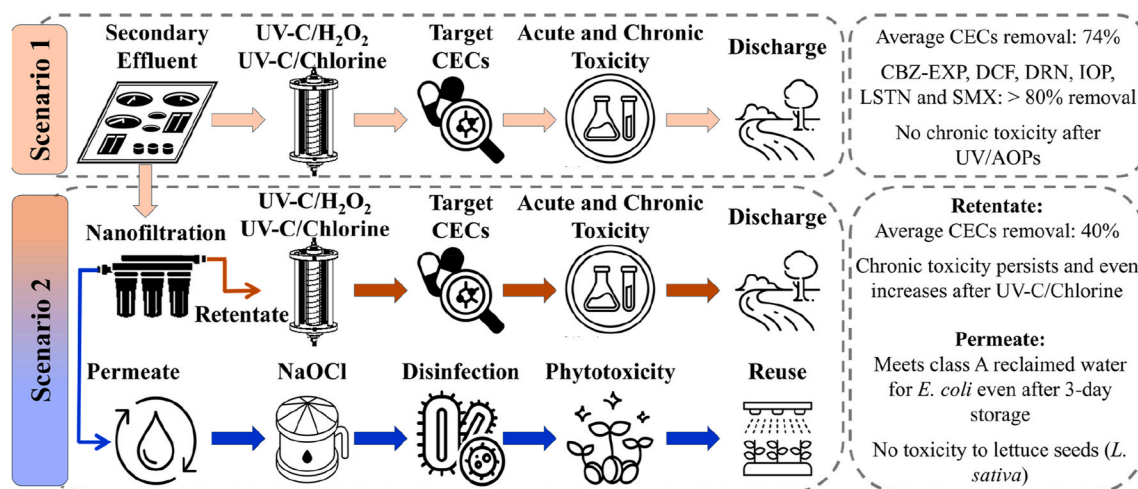 Scenario 1
Secondary
Effluent
UV-C/H₂O₂
UV-C/Chlorine
Target
CECs
Acute and Chronic
Toxicity
Discharge
Average CECs removal: 74%
CBZ-EXP, DCF, DRN, IOP,
LSTN and SMX: > 80% removal
No chronic toxicity after
UV/AOPs
Scenario 2
Nanofiltration
Retentate
UV-C/H₂O₂
UV-C/Chlorine
Target
CECs
Acute and Chronic
Toxicity
Discharge
Permeate
NaOCl
Disinfection
Phytotoxicity
Reuse
Retentate:
Average CECs removal: 40%
Chronic toxicity persists and even
increases after UV-C/Chlorine
Permeate:
Meets class A reclaimed water
for E. coli even after 3-day
storage
No toxicity to lettuce seeds (L.
sativa)